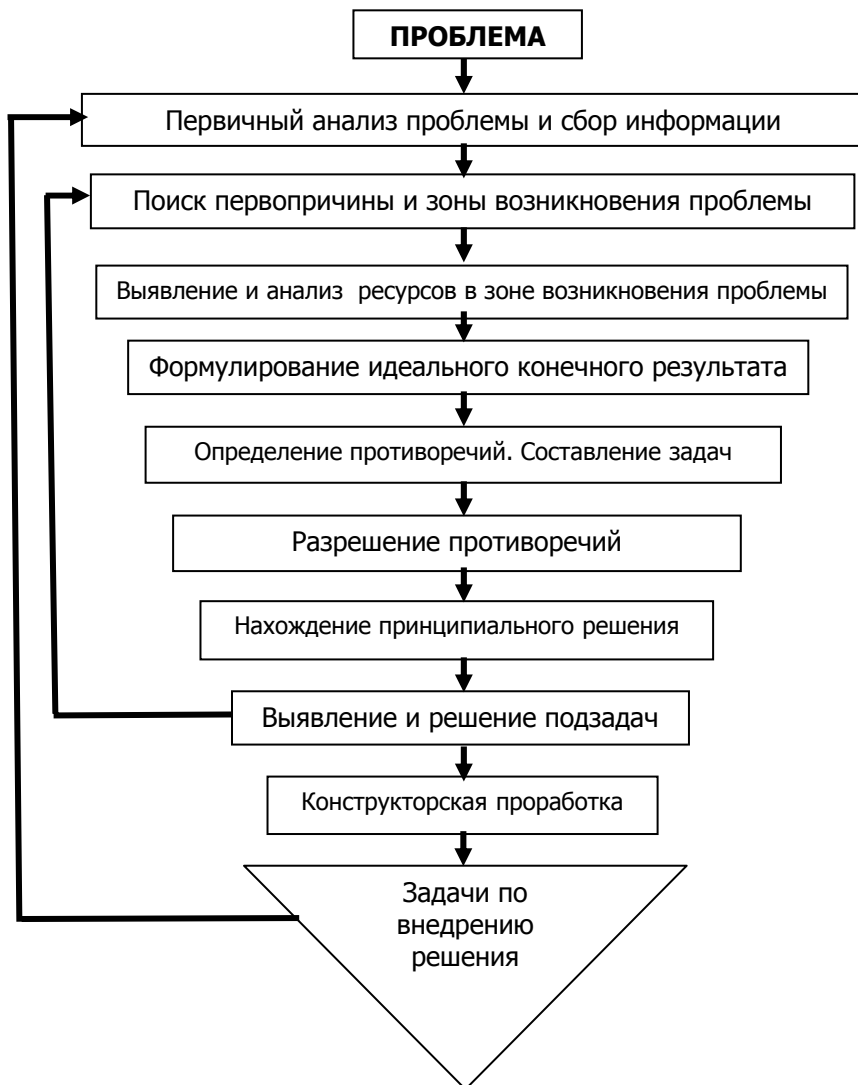 ПРОБЛЕМА
Первичный анализ проблемы и сбор информации
Поиск первопричины и зоны возникновения проблемы
Выявление и анализ  ресурсов в зоне возникновения проблемы
Формулирование идеального конечного результата
Определение противоречий. Составление задач
Разрешение противоречий
Нахождение принципиального решения
Выявление и решение подзадач
Конструкторская проработка
Задачи по
внедрению
решения